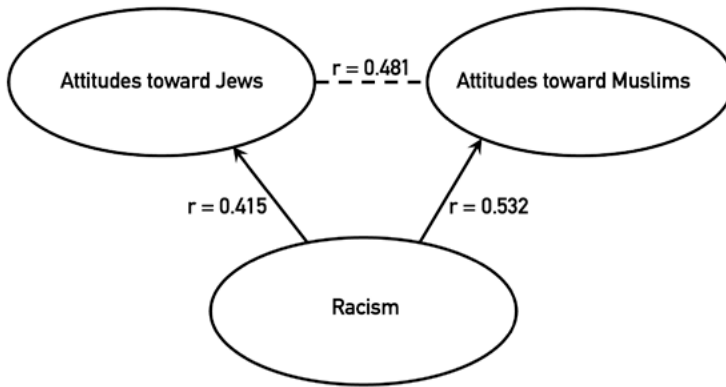 Attitudes toward Jews
r = 0.481
Attitudes toward Muslims
r = 0.415
r = 0.532
Racism